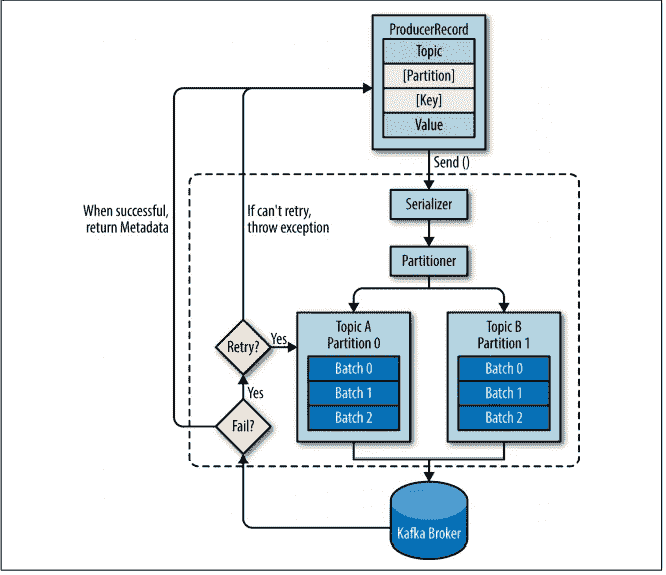 ProducerRecord
Topic
[Partition]
[Key]
Value
Send ()
When successful,
return Metadata
If can't retry,
throw exception
Serializer
Partitioner
Topic A
Partition 0
Batch 0
Batch 1
Batch 2
Topic B
Partition 1
Batch 0
Batch 1
Batch 2
Retry?
Yes
Yes
Fail?
Kafka Broker